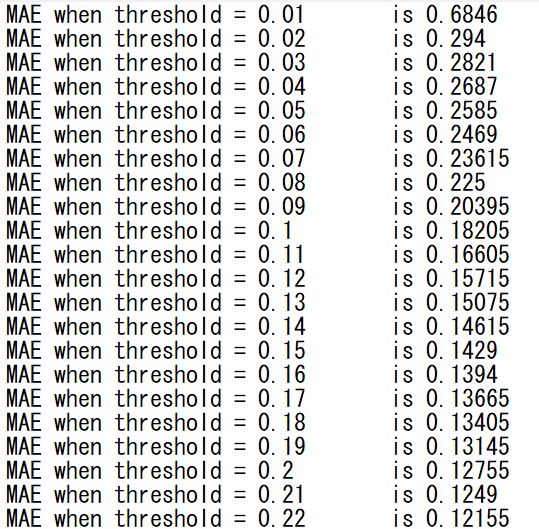 MAE when threshold = 0.01 is 0.6846
MAE when threshold = 0.02 is 0.294
MAE when threshold = 0.03 is 0.2821
MAE when threshold = 0.04 is 0.2687
MAE when threshold = 0.05 is 0.2585
MAE when threshold = 0.06 is 0.2469
MAE when threshold = 0.07 is 0.23615
MAE when threshold = 0.08 is 0.225
MAE when threshold = 0.09 is 0.20395
MAE when threshold = 0.1 is 0.18205
MAE when threshold = 0.11 is 0.16605
MAE when threshold = 0.12 is 0.15715
MAE when threshold = 0.13 is 0.15075
MAE when threshold = 0.14 is 0.14615
MAE when threshold = 0.15 is 0.1429
MAE when threshold = 0.16 is 0.1394
MAE when threshold = 0.17 is 0.13665
MAE when threshold = 0.18 is 0.13405
MAE when threshold = 0.19 is 0.13145
MAE when threshold = 0.2 is 0.12755
MAE when threshold = 0.21 is 0.1249
MAE when threshold = 0.22 is 0.12155